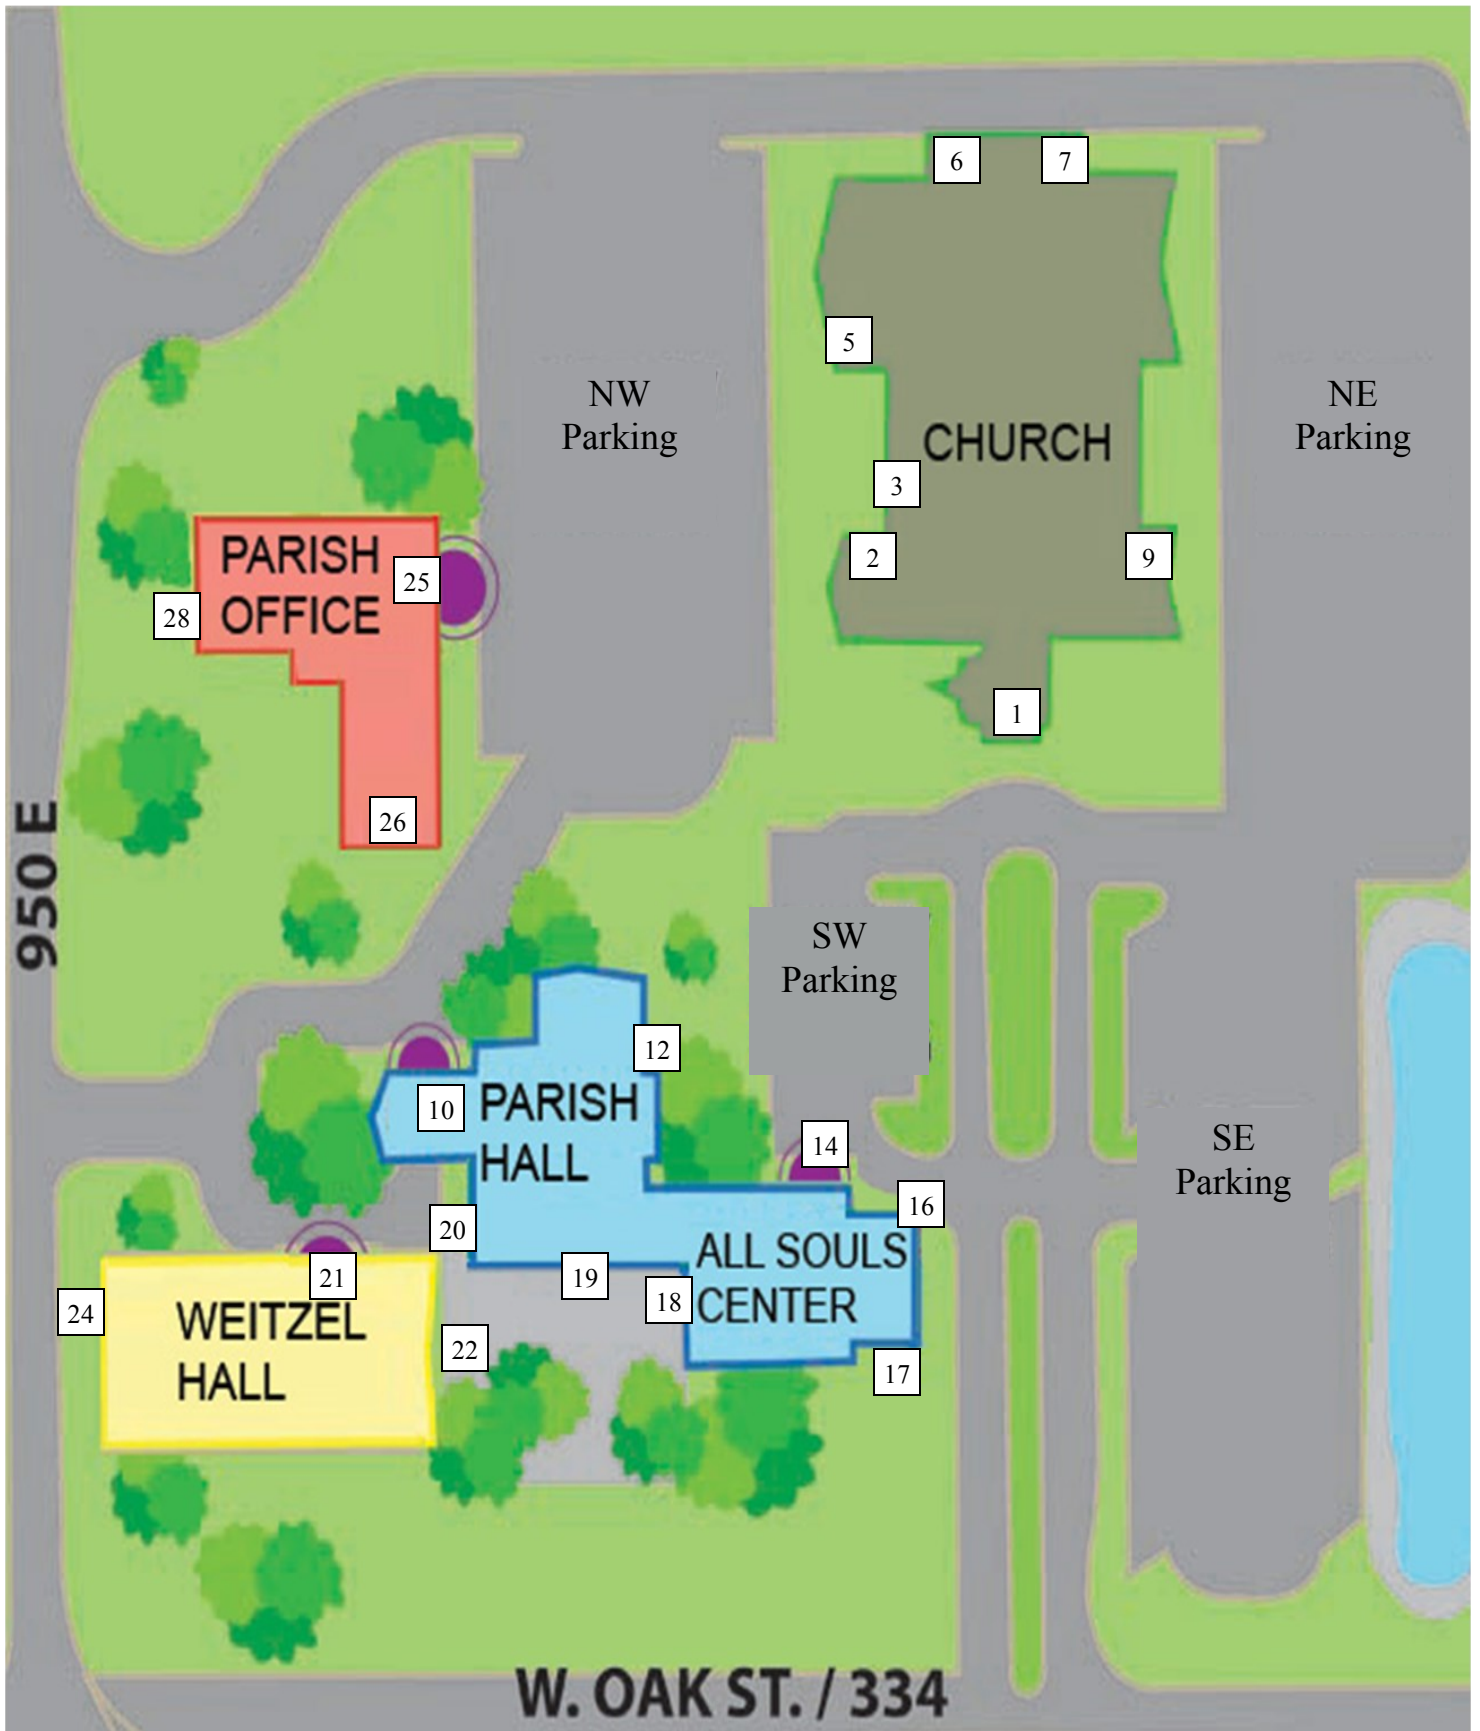 6
7
5
NW
Parking
CHURCH
NE
Parking
3
2
9
PARISH
OFFICE
25
28
1
26
950 E
SW
Parking
12
10
PARISH
HALL
14
SE
Parking
16
20
19
18
ALL SOULS
CENTER
21
24
WEITZEL
HALL
22
17
W. OAK ST. / 334